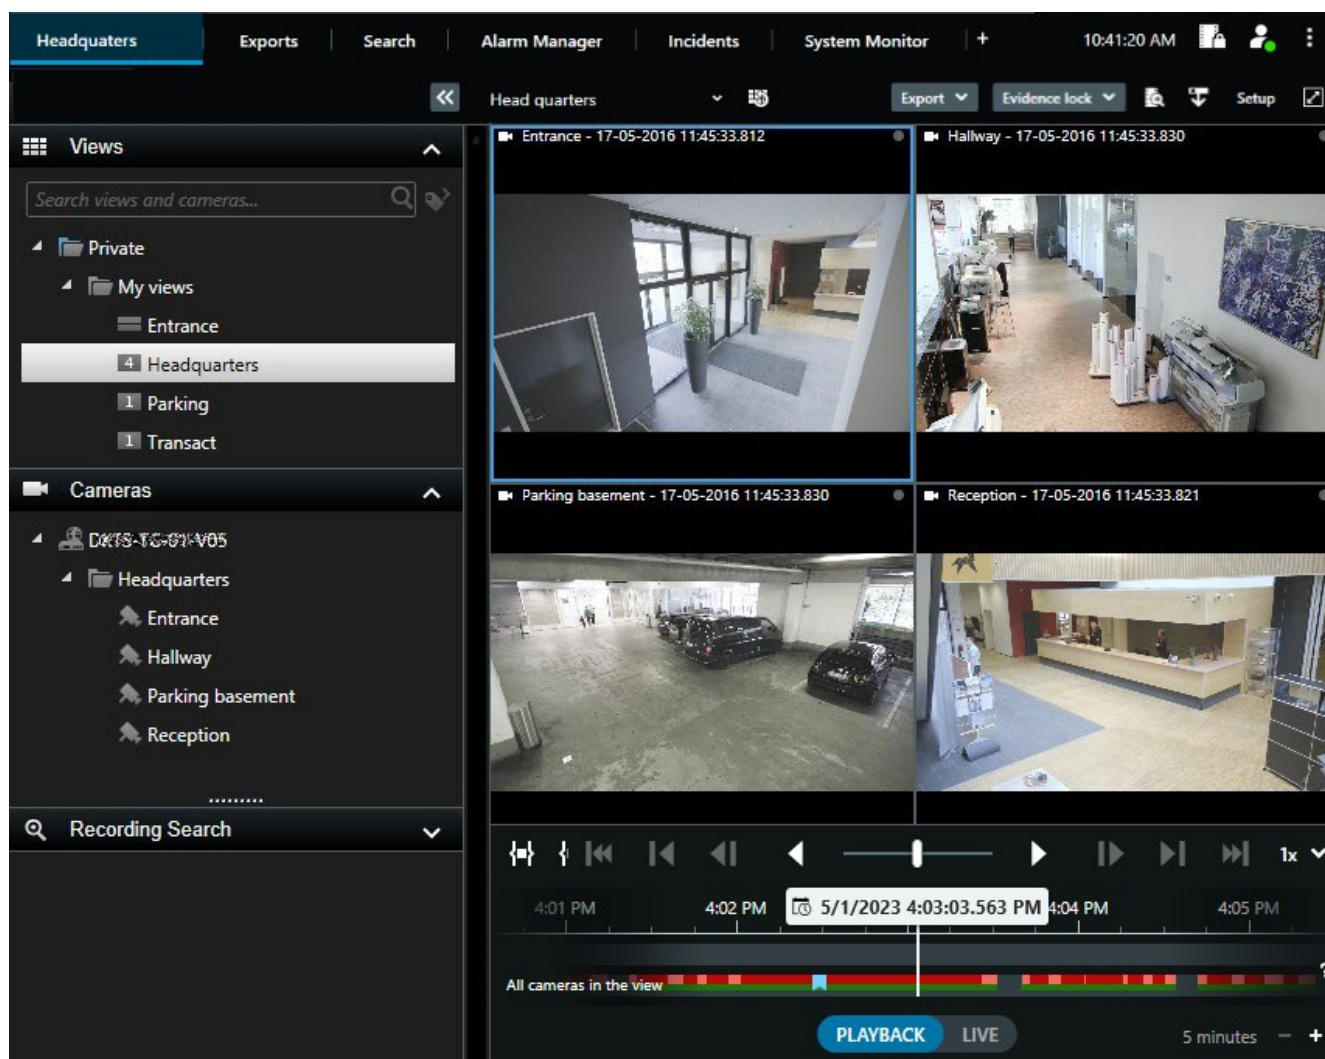 Headquaters Exports Search Alarm Manager Incidents System Monitor + 10:41:20 AM
Head quarters Export Evidence lock Setup
Views
Search views and cameras...
Private
My views
Entrance
4 Headquarters
1 Parking
1 Transact
Cameras
Headquarters
Entrance
Hallway
Parking basement
Reception
Recording Search
Entrance - 17-05-2016 11:45:33.812
Hallway - 17-05-2016 11:45:33.830
Parking basement - 17-05-2016 11:45:33.830
Reception - 17-05-2016 11:45:33.821
1x
4:01 PM 4:02 PM 5/1/2023 4:03:03.563 PM 4:04 PM 4:05 PM
All cameras in the view
PLAYBACK LIVE 5 minutes - +